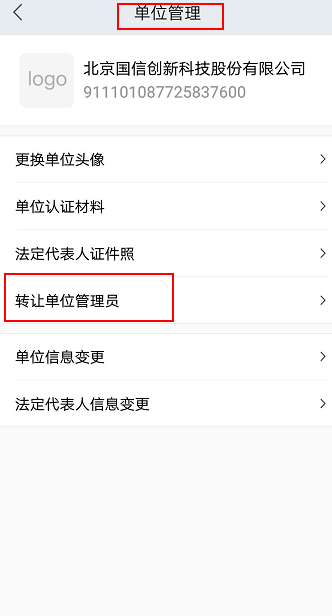 单位管理
logo
北京国信创新科技股份有限公司
911101087725837600
更换单位头像
单位认证材料
法定代表人证件照
转让单位管理员
单位信息变更
法定代表人信息变更